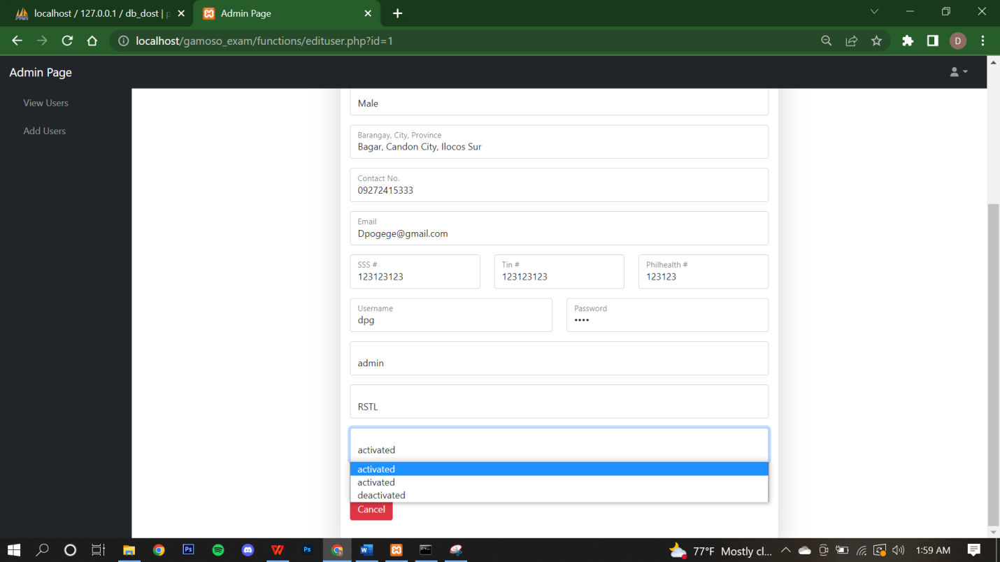 localhost / 127.0.0.1 / db_dost | p
Admin Page
localhost/gamoso_exam/functions/edituser.php?id=1
D
Admin Page
View Users
Add Users
Male
Barangay, City, Province
Bagar, Candon City, Ilocos Sur
Contact No.
09272415333
Email
Dpogege@gmail.com
SSS # Tin # Philhealth #
123123123 123123123 123123
Username Password
dpg ••••
admin
RSTL
activated
activated
activated
deactivated
Cancel
Ps W Ps W
77°F Mostly cl... 1:59 AM